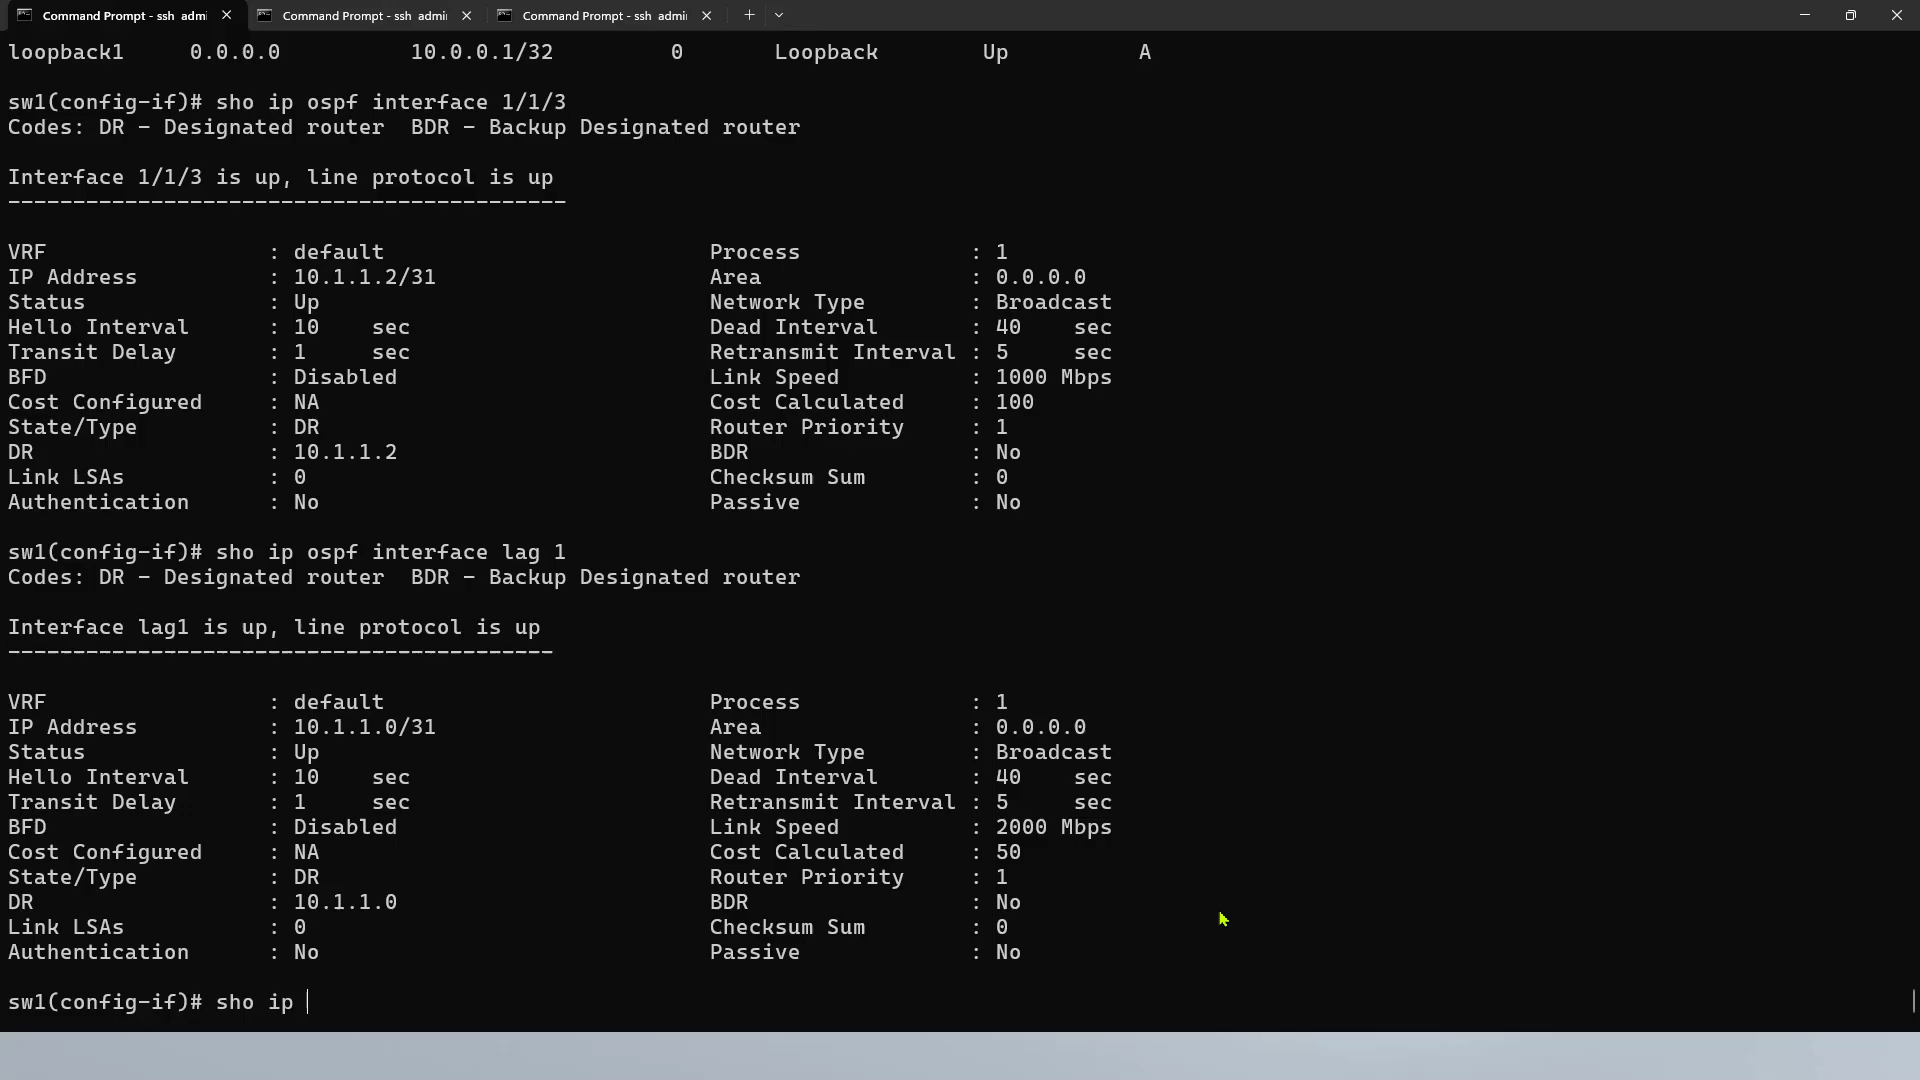 Command Prompt - ssh admi
Command Prompt - ssh admi
Command Prompt - ssh admi
loopback1 0.0.0.0 10.0.0.1/32 0 Loopback Up A
sw1(config-if)# sho ip ospf interface 1/1/3
Codes: DR - Designated router BDR - Backup Designated router
Interface 1/1/3 is up, line protocol is up
-------------------------------------------
VRF : default Process : 1
IP Address : 10.1.1.2/31 Area : 0.0.0.0
Status : Up Network Type : Broadcast
Hello Interval : 10 sec Dead Interval : 40 sec
Transit Delay : 1 sec Retransmit Interval : 5 sec
BFD : Disabled Link Speed : 1000 Mbps
Cost Configured : NA Cost Calculated : 100
State/Type : DR Router Priority : 1
DR : 10.1.1.2 BDR : No
Link LSAs : 0 Checksum Sum : 0
Authentication : No Passive : No
sw1(config-if)# sho ip ospf interface lag 1
Codes: DR - Designated router BDR - Backup Designated router
Interface lag1 is up, line protocol is up
------------------------------------------
VRF : default Process : 1
IP Address : 10.1.1.0/31 Area : 0.0.0.0
Status : Up Network Type : Broadcast
Hello Interval : 10 sec Dead Interval : 40 sec
Transit Delay : 1 sec Retransmit Interval : 5 sec
BFD : Disabled Link Speed : 2000 Mbps
Cost Configured : NA Cost Calculated : 50
State/Type : DR Router Priority : 1
DR : 10.1.1.0 BDR : No
Link LSAs : 0 Checksum Sum : 0
Authentication : No Passive : No
sw1(config-if)# sho ip